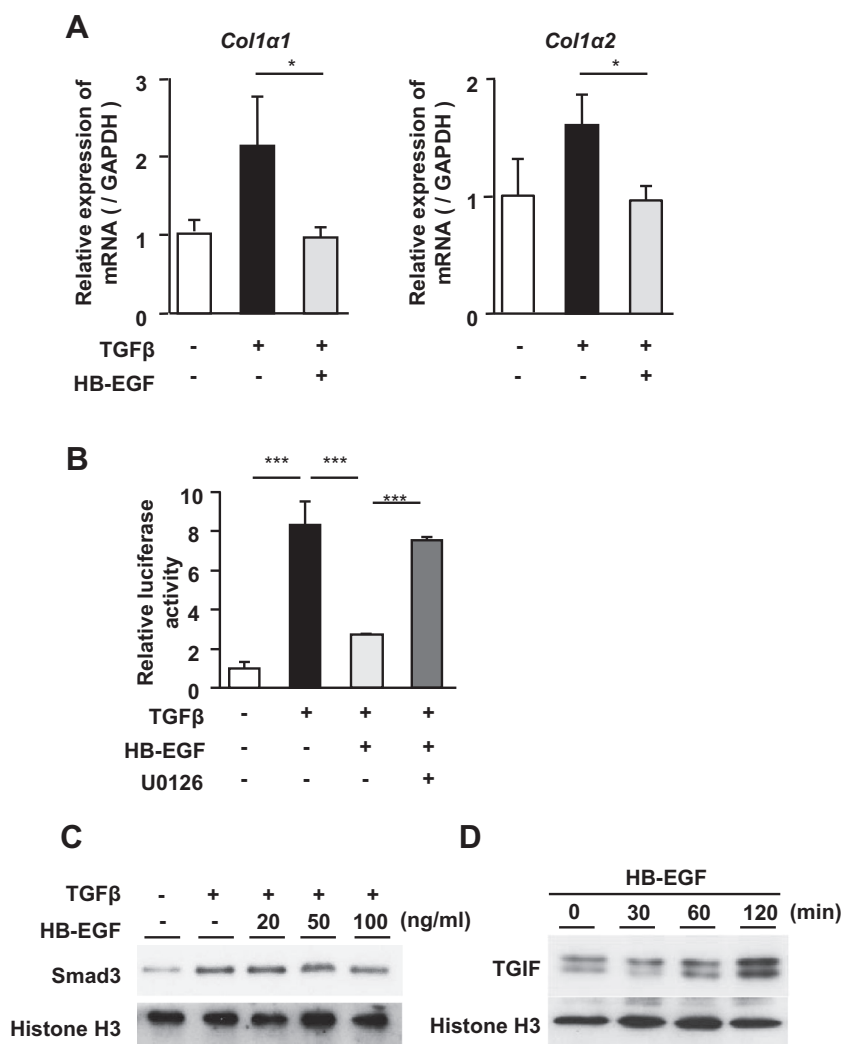 A
Col1α1
Col1α2
Relative expression of
mRNA ( / GAPDH )
3
2
1
0
*
TGFβ - + +
HB-EGF - - +
Relative expression of
mRNA ( / GAPDH )
2
1
0
*
- + +
- - +
B
*** *** ***
Relative luciferase
activity
10
8
6
4
2
0
TGFβ - + + +
HB-EGF - - + +
U0126 - - - +
C
TGFβ - + + + +
HB-EGF - - 20 50 100 (ng/ml)
Smad3
Histone H3
D
HB-EGF
0 30 60 120 (min)
TGIF
Histone H3